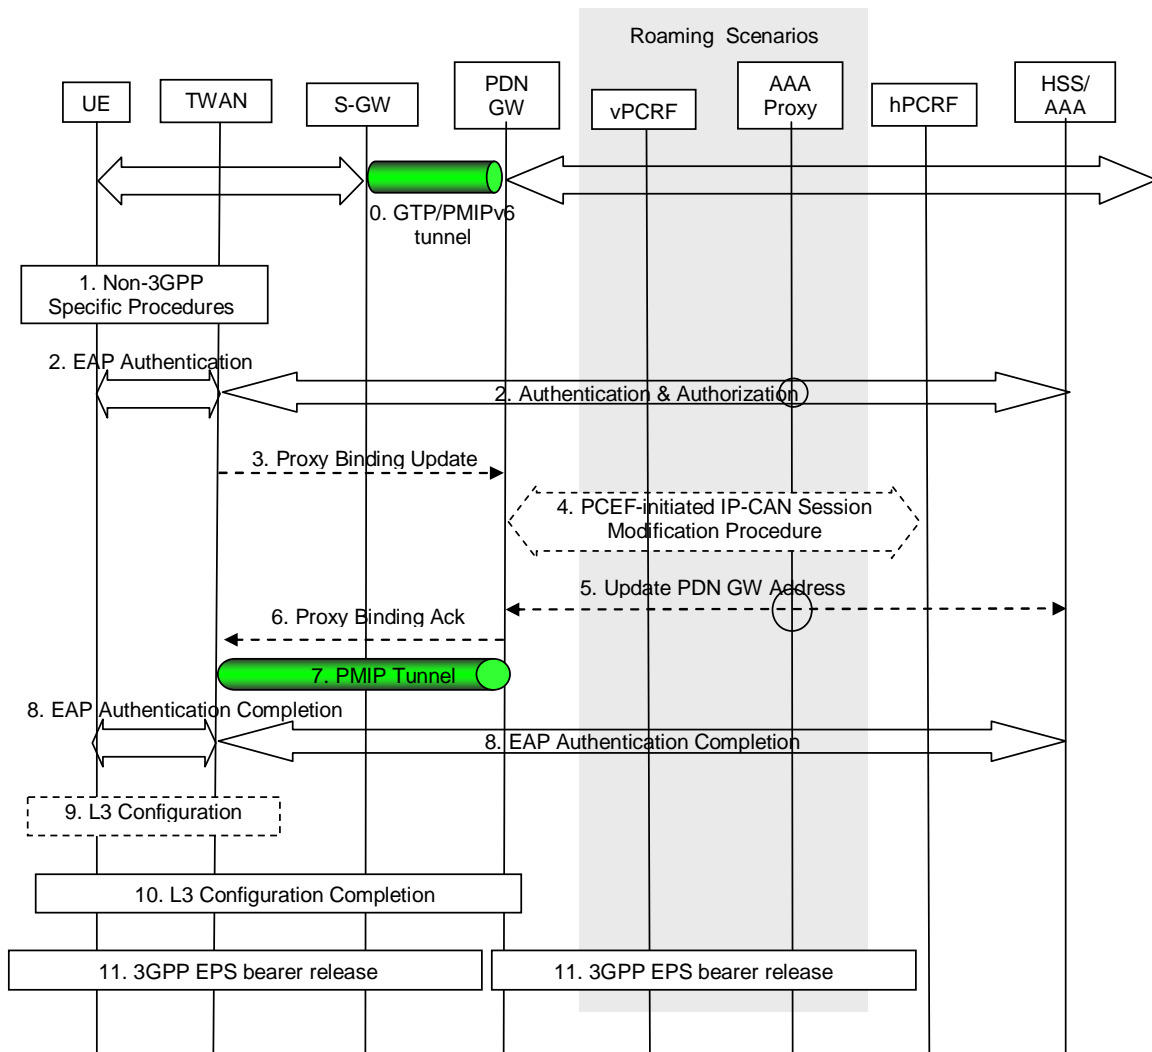 Roaming Scenarios
UE
TWAN
S-GW
PDN
GW
vPCRF
AAA
Proxy
hPCRF
HSS/
AAA
0. GTP/PMIPv6
tunnel
1. Non-3GPP
Specific Procedures
2. EAP Authentication
2. Authentication & Authorization
3. Proxy Binding Update
4. PCEF-initiated IP-CAN Session
Modification Procedure
5. Update PDN GW Address
6. Proxy Binding Ack
7. PMIP Tunnel
8. EAP Authentication Completion
8. EAP Authentication Completion
9. L3 Configuration
10. L3 Configuration Completion
11. 3GPP EPS bearer release
11. 3GPP EPS bearer release